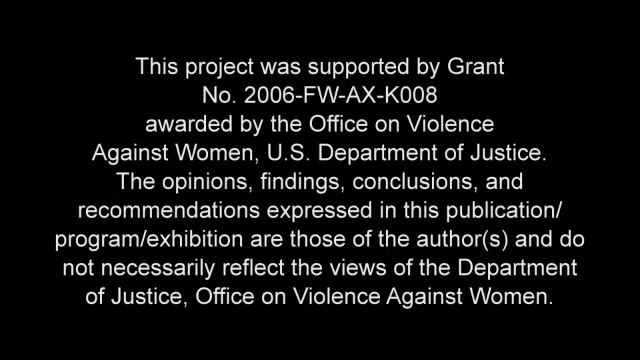 This project was supported by Grant
No. 2006-FW-AX-K008
awarded by the Office on Violence
Against Women, U.S. Department of Justice.
The opinions, findings, conclusions, and
recommendations expressed in this publication/
program/exhibition are those of the author(s) and do
not necessarily reflect the views of the Department
of Justice, Office on Violence Against Women.